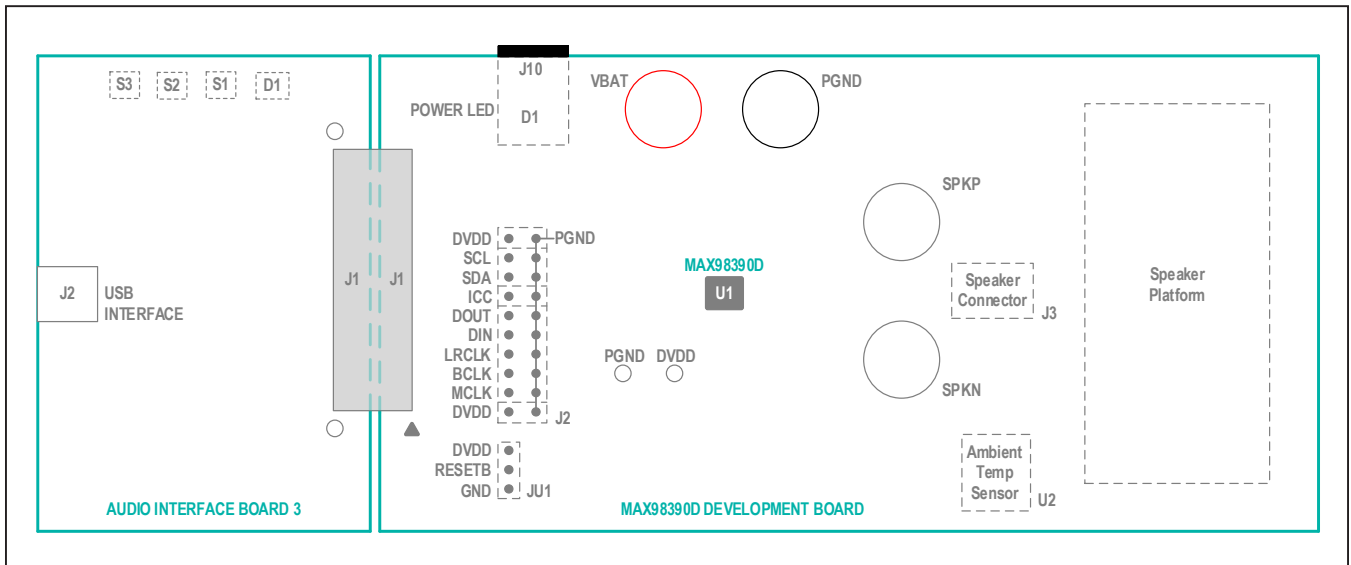 S3 S2 S1 D1
J10
POWER LED D1
VBAT
PGND
SPKP
DVDD PGND
SCL
SDA
ICC
DOUT
DIN
LRCLK
BCLK
MCLK
DVDD
J2
J1 J1
J2
USB
INTERFACE
MAX98390D
U1
PGND DVDD
Speaker
Connector
J3
Speaker
Platform
SPKN
DVDD
RESETB
GND
JU1
Ambient
Temp
Sensor
U2
AUDIO INTERFACE BOARD 3
MAX98390D DEVELOPMENT BOARD